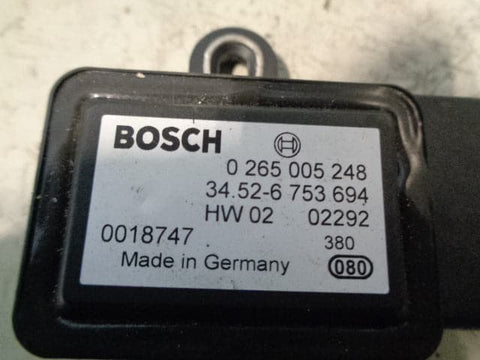 BOSCH
0 265 005 248
34.52-6 753 694
HW 02 02292
0018747 380
Made in Germany 080